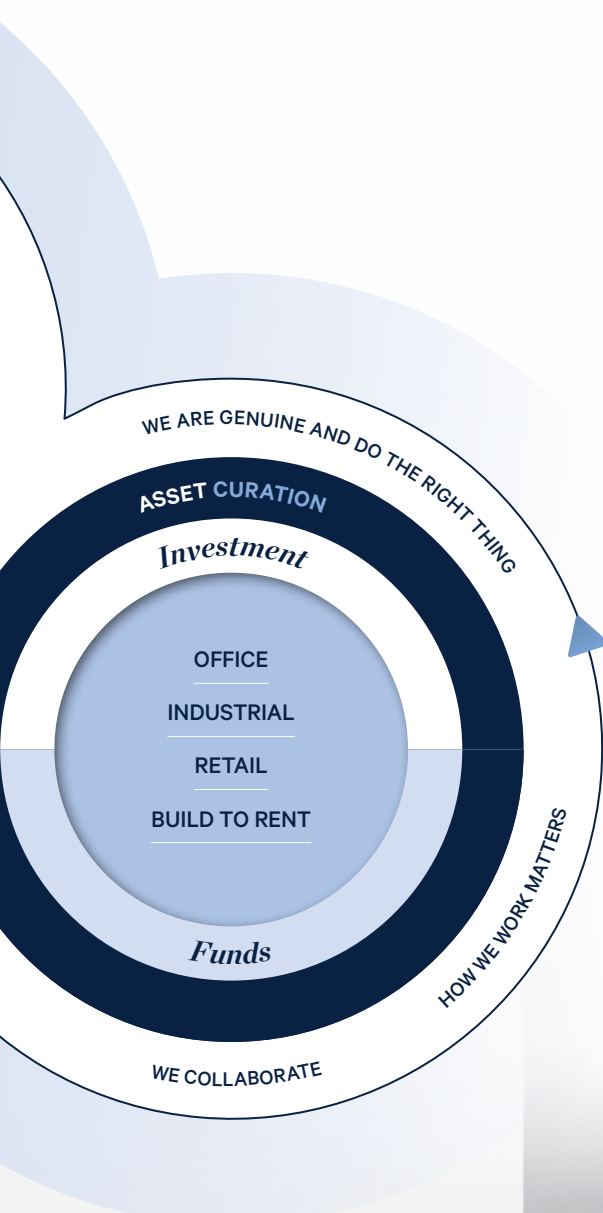 WE ARE GENUINE AND DO THE RIGHT THING
ASSET CURATION
Investment
OFFICE
INDUSTRIAL
RETAIL
BUILD TO RENT
HOW WE WORK MATTERS
Funds
WE COLLABORATE